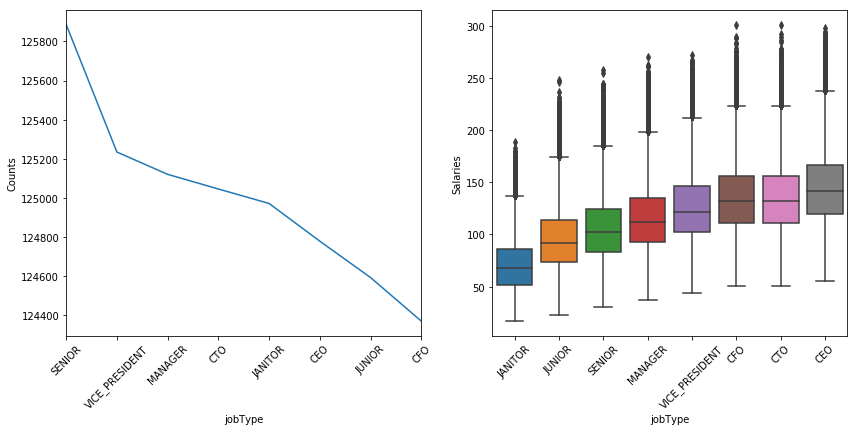 125800
125600
125400
125200
125000
124800
124600
124400
Counts
SENIOR
VICE_PRESIDENT
MANAGER
CTO
JANITOR
CEO
JUNIOR
CFO
jobType
300
250
200
150
100
50
Salaries
JANITOR
JUNIOR
SENIOR
MANAGER
VICE_PRESIDENT
CFO
CTO
CEO
jobType